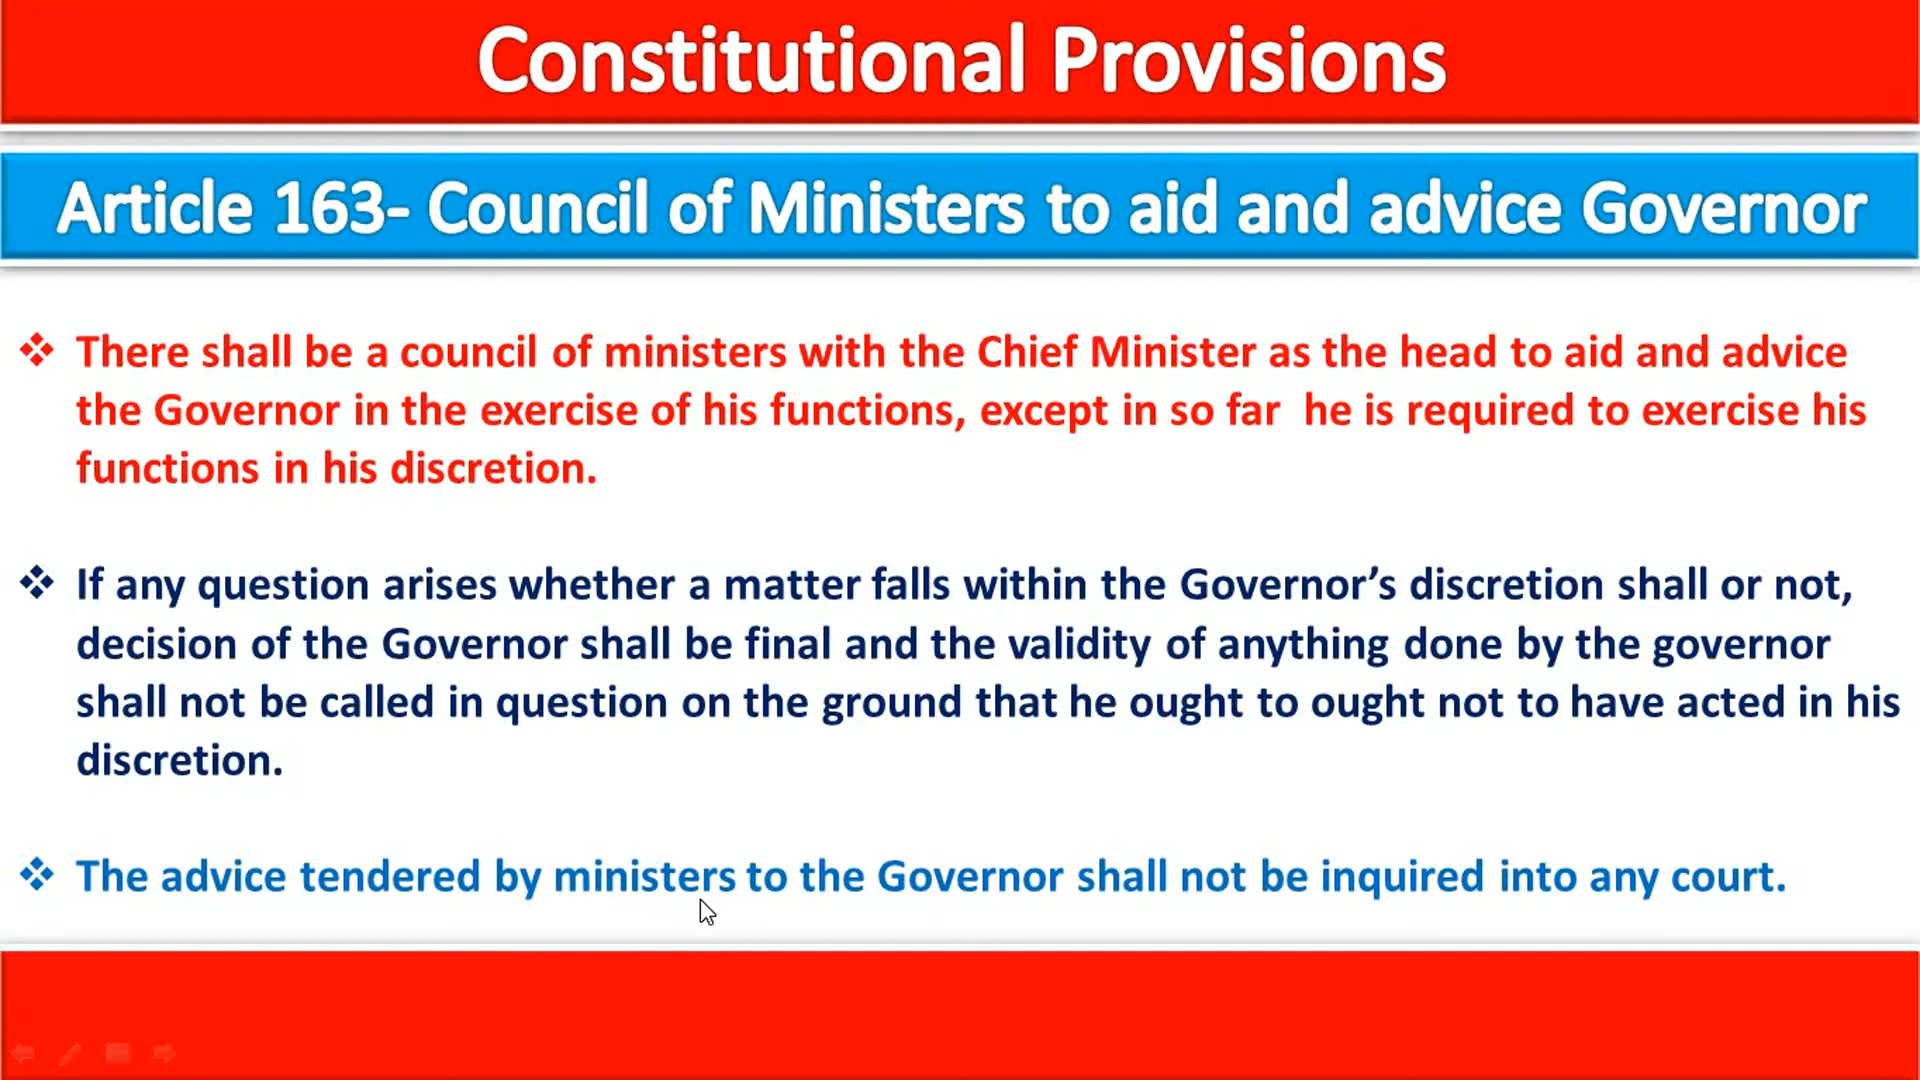 Constitutional Provisions
Article 163- Council of Ministers to aid and advice Governor
There shall be a council of ministers with the Chief Minister as the head to aid and advice
the Governor in the exercise of his functions, except in so far he is required to exercise his
functions in his discretion.
If any question arises whether a matter falls within the Governor’s discretion shall or not,
decision of the Governor shall be final and the validity of anything done by the governor
shall not be called in question on the ground that he ought to ought not to have acted in his
discretion.
The advice tendered by ministers to the Governor shall not be inquired into any court.